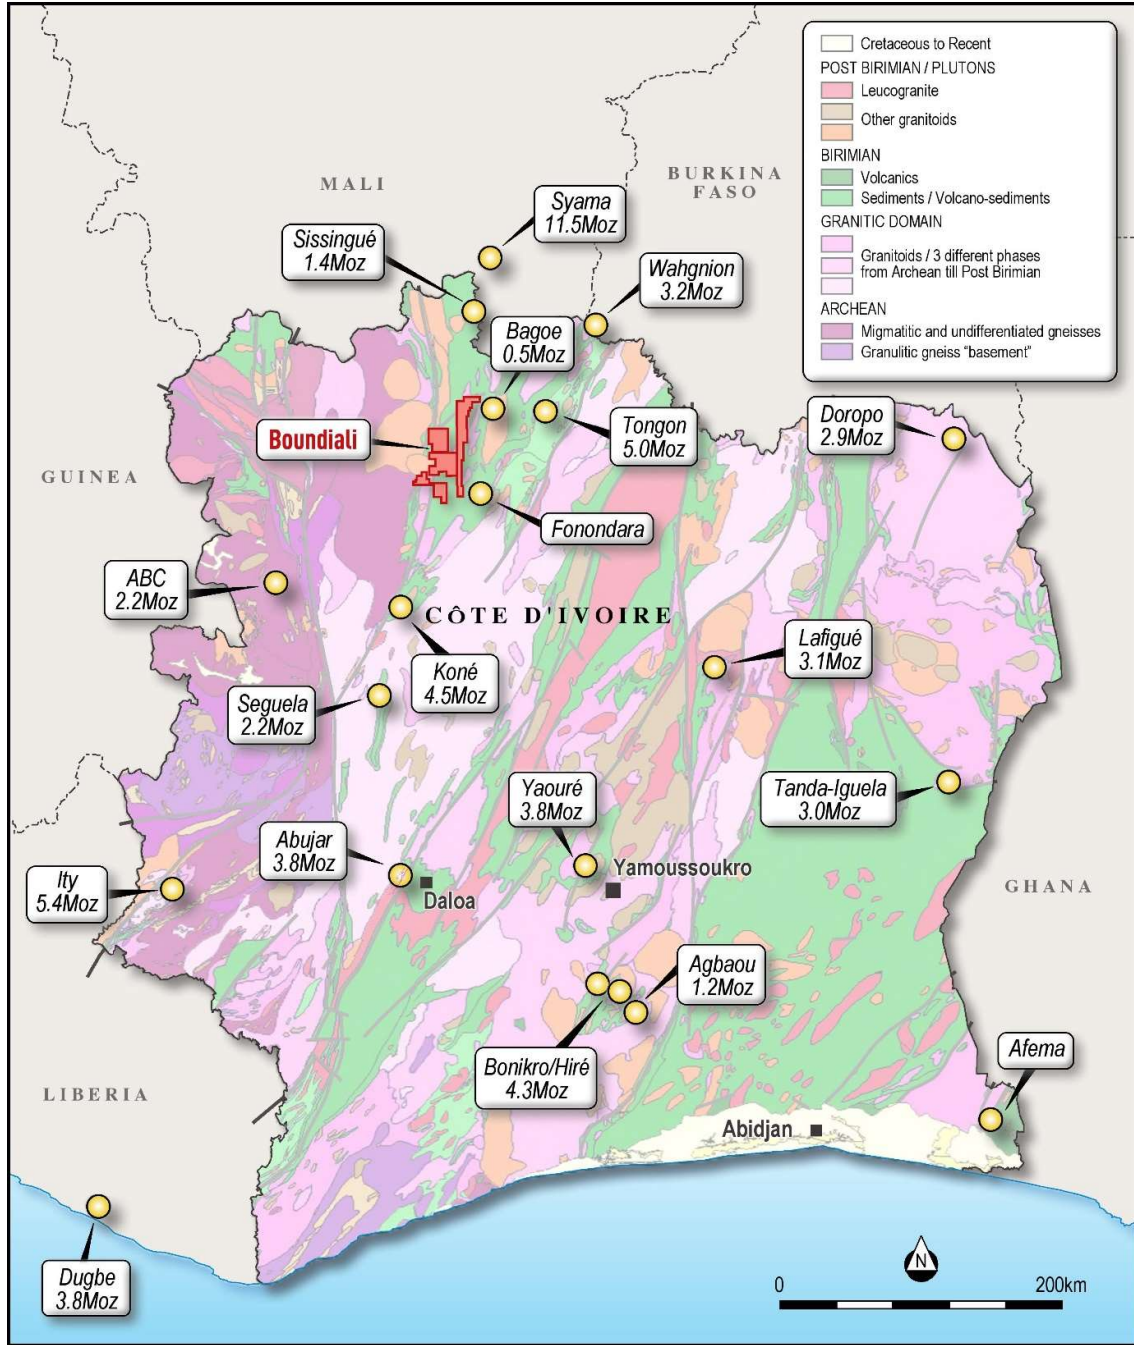 Cretaceous to Recent
POST BIRIMIAN / PLUTONS
Leucogranite
Other granitoids
BIRIMIAN
Volcanics
Sediments / Volcano-sediments
GRANITIC DOMAIN
Granitoids / 3 different phases
from Archean till Post Birimian
ARCHEAN
Migmatitic and undifferentiated gneisses
Granulitic gneiss "basement"
MALI
BURKINA
FASO
Syama
11.5Moz
Sissingué
1.4Moz
Wahgnion
3.2Moz
Bagoe
0.5Moz
Boundiali
Tongon
5.0Moz
Doropo
2.9Moz
GUINEA
Fonondara
ABC
2.2Moz
CÔTE D'IVOIRE
Koné
4.5Moz
Lafigué
3.1Moz
Seguela
2.2Moz
Yaouré
3.8Moz
Tanda-Iguela
3.0Moz
Abujar
3.8Moz
Ity
5.4Moz
Daloa
Yamoussoukro
GHANA
Agbaou
1.2Moz
Bonikro/Hiré
4.3Moz
Afema
LIBERIA
Abidjan
Dugbe
3.8Moz
N
0 200km